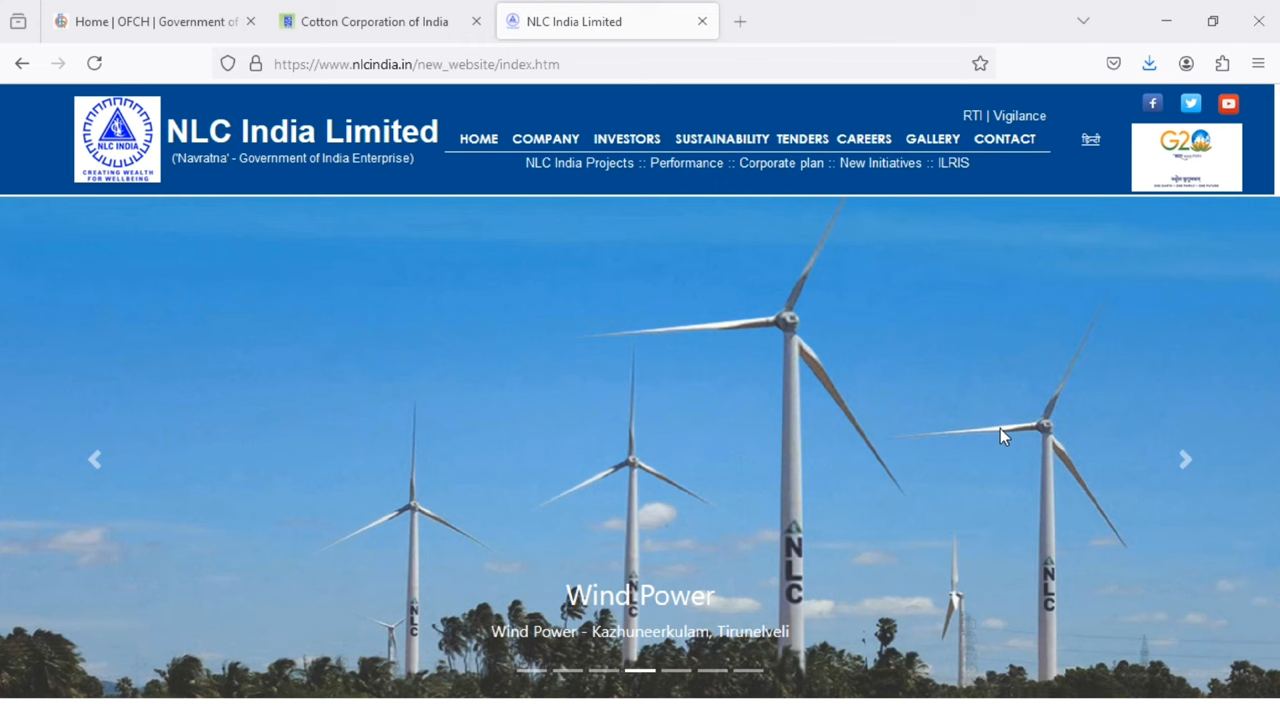 Home | OFCH | Government of
Cotton Corporation of India
NLC India Limited
https://www.nlcindia.in/new_website/index.htm
RTI | Vigilance
NLC India Limited
('Navratna' - Government of India Enterprise)
NLC INDIA
CREATING WEALTH
FOR WELLBEING
HOME COMPANY INVESTORS SUSTAINABILITY TENDERS CAREERS GALLERY CONTACT
हिन्दी
NLC India Projects :: Performance :: Corporate plan :: New Initiatives :: ILRIS
G20
NLC
NLC
NLC
NLC
Wind Power
Wind Power - Kazhuneerkulam, Tirunelveli